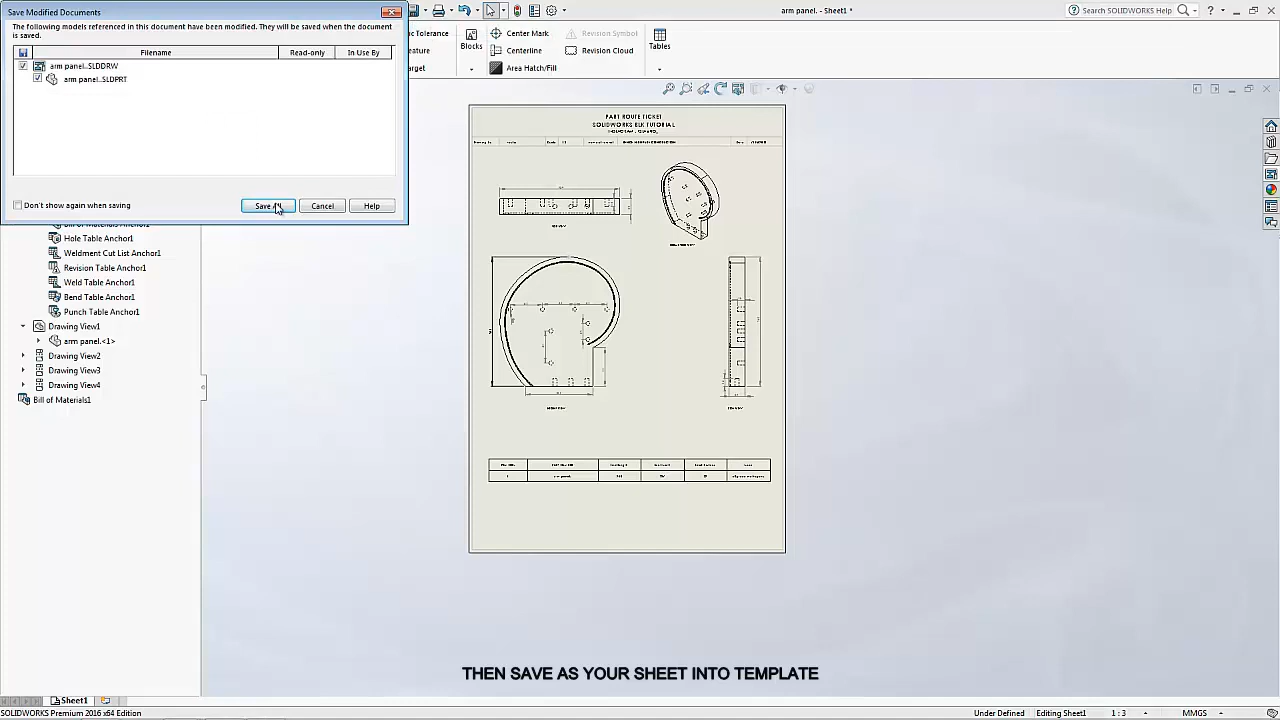 Save Modified Documents
The following models referenced in this document have been modified. They will be saved when the document
is saved.
Filename Read-only In Use By
arm panel..SLDDRW
arm panel..SLDPRT
Don't show again when saving
Save All Cancel Help
arm panel. - Sheet1 *
Search SOLIDWORKS Help
Blocks
Center Mark
Centerline
Area Hatch/Fill
Revision Symbol
Revision Cloud
Tables
Hole Table Anchor1
Weldment Cut List Anchor1
Revision Table Anchor1
Weld Table Anchor1
Bend Table Anchor1
Punch Table Anchor1
Drawing View1
arm panel.<1>
Drawing View2
Drawing View3
Drawing View4
Bill of Materials1
PART ROUTE TICKET
SOLIDWORKS BLK TUTORIAL
THEN SAVE AS YOUR SHEET INTO TEMPLATE
Sheet1
SOLIDWORKS Premium 2016 x64 Edition
Under Defined
Editing Sheet1
1 : 3
MMGS